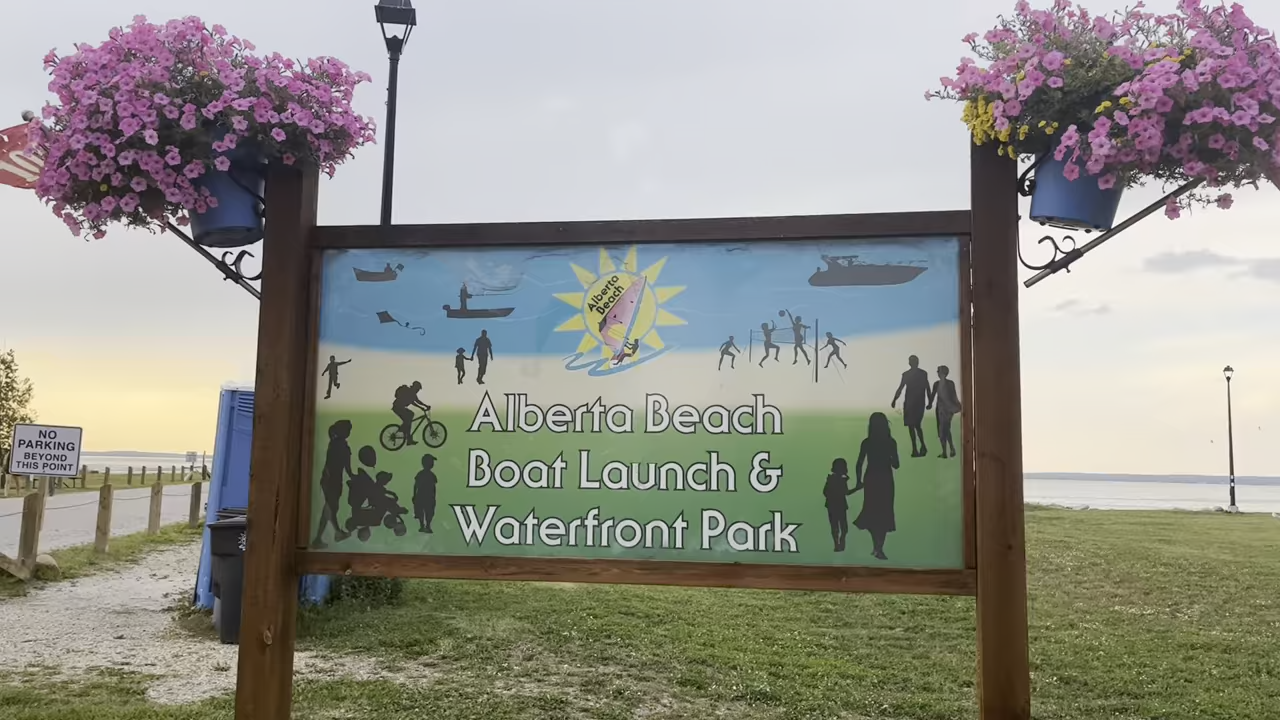 Alberta
Beach
Alberta Beach
Boat Launch &
Waterfront Park
NO
PARKING
BEYOND
THIS POINT